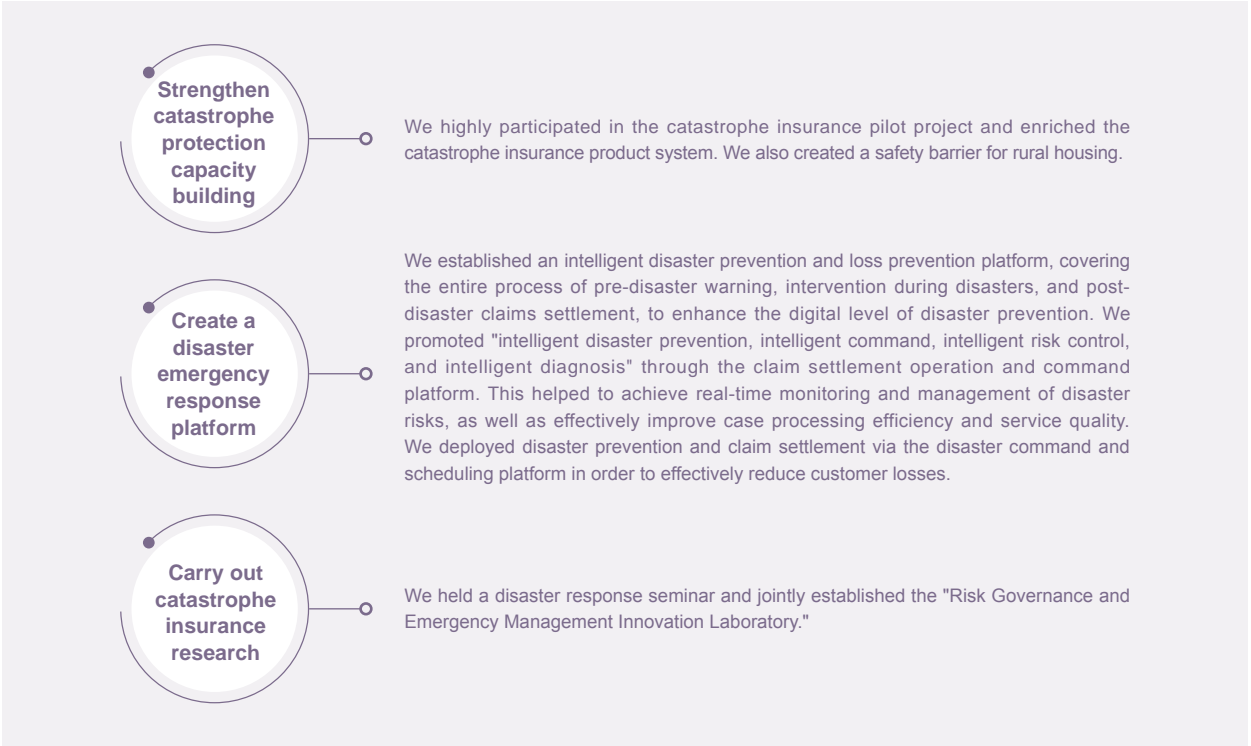 Strengthen
catastrophe
protection
capacity
building
We highly participated in the catastrophe insurance pilot project and enriched the
catastrophe insurance product system. We also created a safety barrier for rural housing.
Create a
disaster
emergency
response
platform
We established an intelligent disaster prevention and loss prevention platform, covering
the entire process of pre-disaster warning, intervention during disasters, and post-
disaster claims settlement, to enhance the digital level of disaster prevention. We
promoted "intelligent disaster prevention, intelligent command, intelligent risk control,
and intelligent diagnosis" through the claim settlement operation and command
platform. This helped to achieve real-time monitoring and management of disaster
risks, as well as effectively improve case processing efficiency and service quality.
We deployed disaster prevention and claim settlement via the disaster command and
scheduling platform in order to effectively reduce customer losses.
Carry out
catastrophe
insurance
research
We held a disaster response seminar and jointly established the "Risk Governance and
Emergency Management Innovation Laboratory."